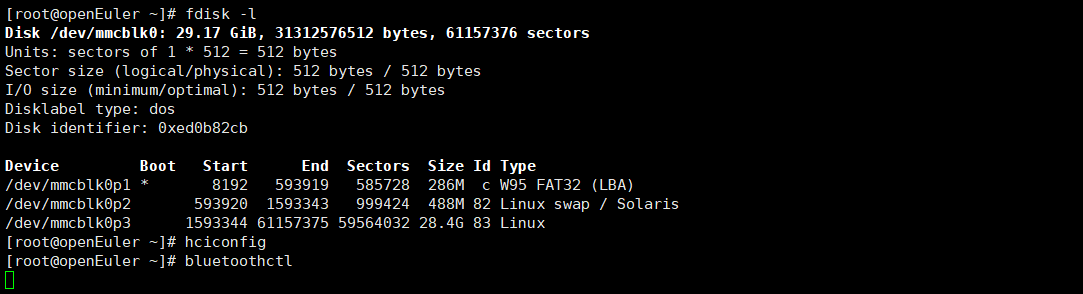 [root@openEuler ~]# fdisk -l
Disk /dev/mmcblk0: 29.17 GiB, 31312576512 bytes, 61157376 sectors
Units: sectors of 1 * 512 = 512 bytes
Sector size (logical/physical): 512 bytes / 512 bytes
I/O size (minimum/optimal): 512 bytes / 512 bytes
Disklabel type: dos
Disk identifier: 0xed0b82cb

Device         Boot   Start      End  Sectors  Size Id Type
/dev/mmcblk0p1 *       8192   593919   585728  286M  c W95 FAT32 (LBA)
/dev/mmcblk0p2       593920  1593343   999424  488M 82 Linux swap / Solaris
/dev/mmcblk0p3      1593344 61157375 59564032 28.4G 83 Linux
[root@openEuler ~]# hciconfig
[root@openEuler ~]# bluetoothctl